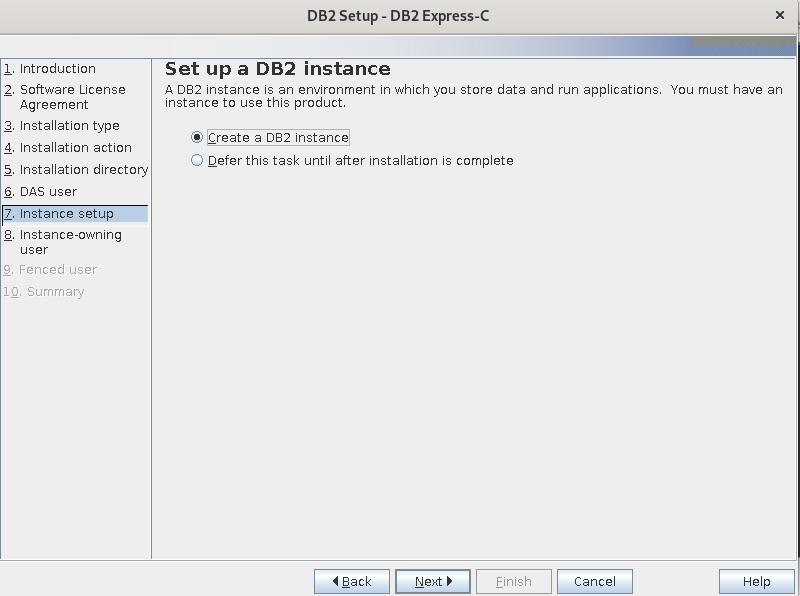 DB2 Setup - DB2 Express-C
1. Introduction
2. Software License
Agreement
3. Installation type
4. Installation action
5. Installation directory
6. DAS user
7. Instance setup
8. Instance-owning
user
9. Fenced user
10. Summary
Set up a DB2 instance
A DB2 instance is an environment in which you store data and run applications.  You must have an
instance to use this product.
Create a DB2 instance
Defer this task until after installation is complete
Back
Next
Finish
Cancel
Help